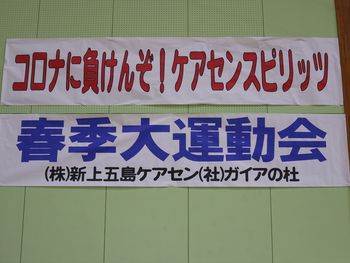 コロナに負けんぞ！ケアセンスピリッツ
春季大運動会
(株)新上五島ケアセン(社)ガイアの杜